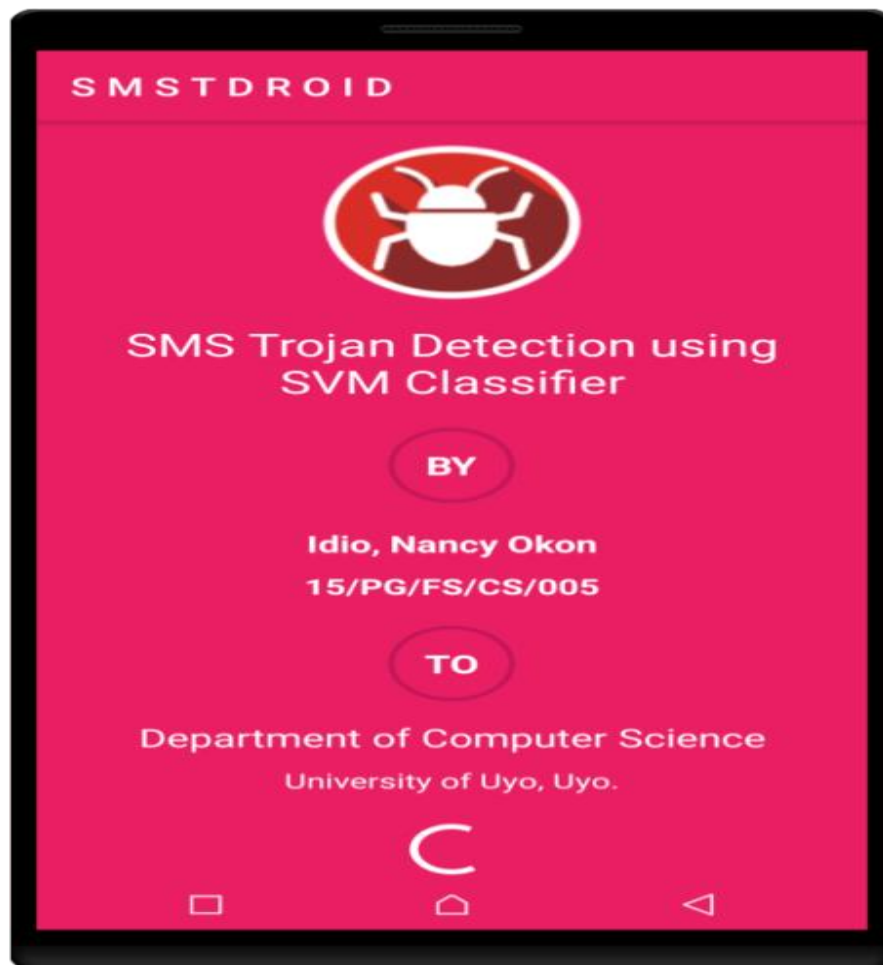 SMSTDROID
SMS Trojan Detection using
SVM Classifier
BY
Idio, Nancy Okon
15/PG/FS/CS/005
TO
Department of Computer Science
University of Uyo, Uyo.